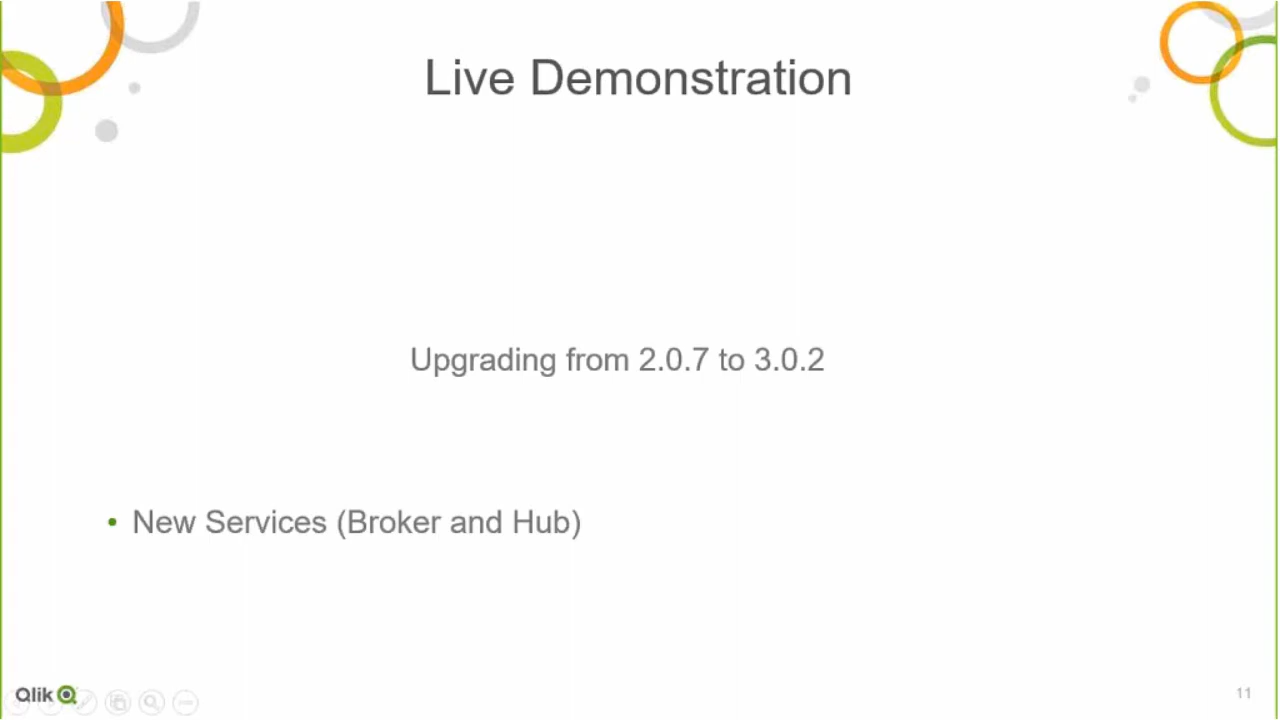 Live Demonstration
Upgrading from 2.0.7 to 3.0.2
• New Services (Broker and Hub)
Qlik
11